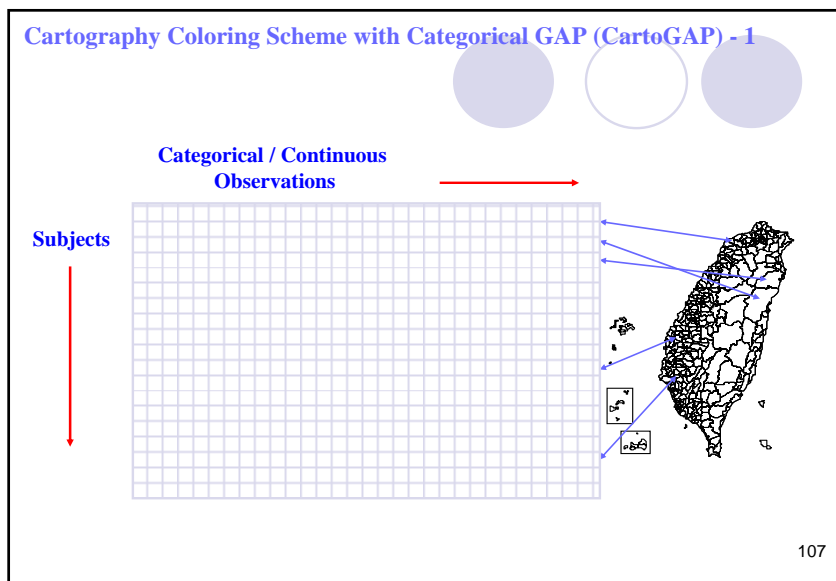 Cartography Coloring Scheme with Categorical GAP (CartoGAP) - 1
Categorical / Continuous
Observations
Subjects
107